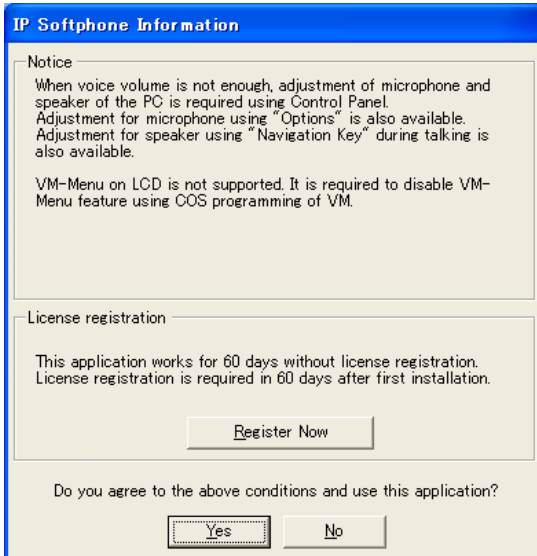 IP Softphone Information
Notice
When voice volume is not enough, adjustment of microphone and
speaker of the PC is required using Control Panel.
Adjustment for microphone using "Options" is also available.
Adjustment for speaker using "Navigation Key" during talking is
also available.
VM-Menu on LCD is not supported. It is required to disable VM-
Menu feature using COS programming of VM.
License registration
This application works for 60 days without license registration.
License registration is required in 60 days after first installation.
Register Now
Do you agree to the above conditions and use this application?
Yes No